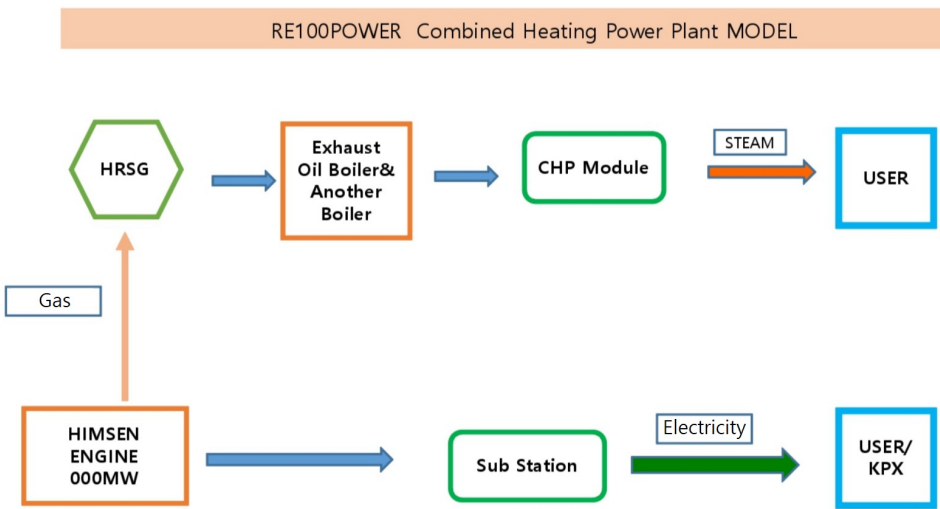 RE100POWER Combined Heating Power Plant MODEL
HRSG
Exhaust
Oil Boiler&
Another
Boiler
CHP Module
STEAM
USER
Gas
HIMSEN
ENGINE
000MW
Sub Station
Electricity
USER/
KPX